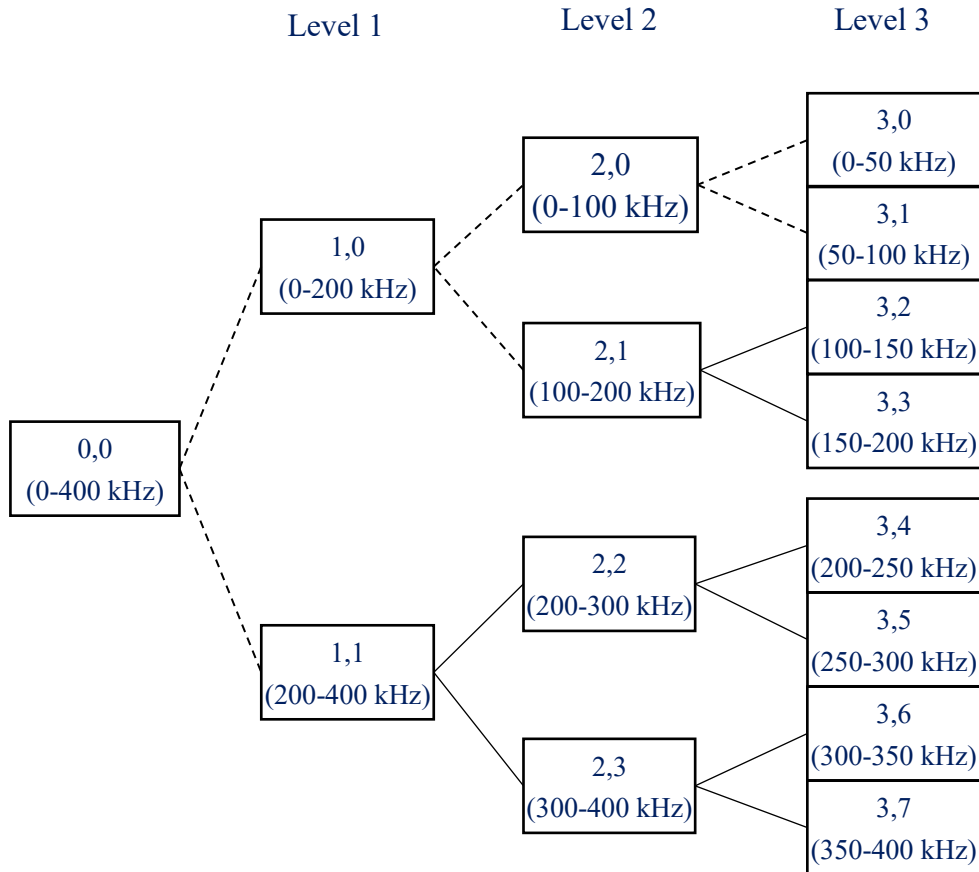 Level 1
Level 2
Level 3
0,0
(0-400 kHz)
1,0
(0-200 kHz)
1,1
(200-400 kHz)
2,0
(0-100 kHz)
2,1
(100-200 kHz)
2,2
(200-300 kHz)
2,3
(300-400 kHz)
3,0
(0-50 kHz)
3,1
(50-100 kHz)
3,2
(100-150 kHz)
3,3
(150-200 kHz)
3,4
(200-250 kHz)
3,5
(250-300 kHz)
3,6
(300-350 kHz)
3,7
(350-400 kHz)